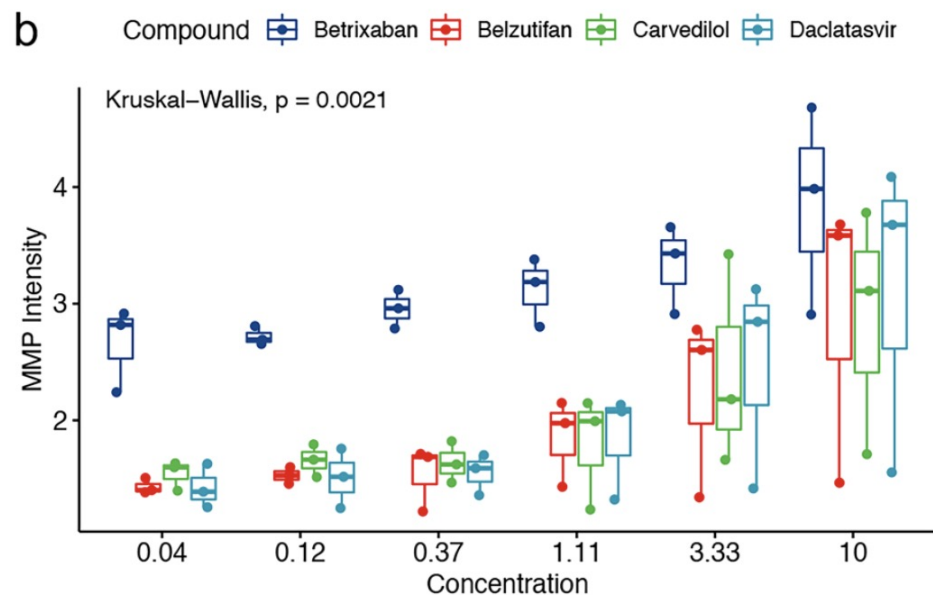 b
Compound Betrixaban Belzutifan Carvedilol Daclatasvir
Kruskal–Wallis, p = 0.0021
MMP Intensity
4
3
2
0.04 0.12 0.37 1.11 3.33 10
Concentration